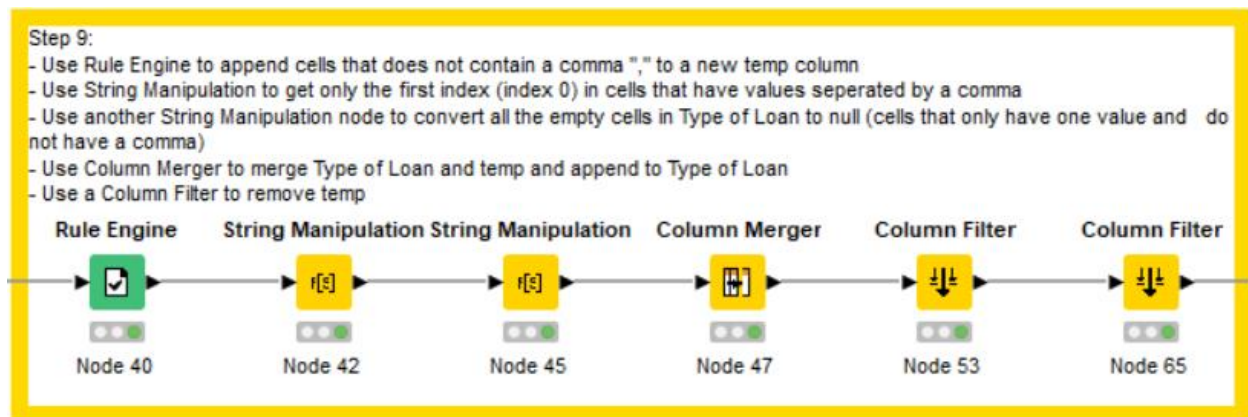 Step 9:
- Use Rule Engine to append cells that does not contain a comma "," to a new temp column
- Use String Manipulation to get only the first index (index 0) in cells that have values seperated by a comma
- Use another String Manipulation node to convert all the empty cells in Type of Loan to null (cells that only have one value and do
not have a comma)
- Use Column Merger to merge Type of Loan and temp and append to Type of Loan
- Use a Column Filter to remove temp
Rule Engine String Manipulation String Manipulation Column Merger Column Filter Column Filter
Node 40 Node 42 Node 45 Node 47 Node 53 Node 65